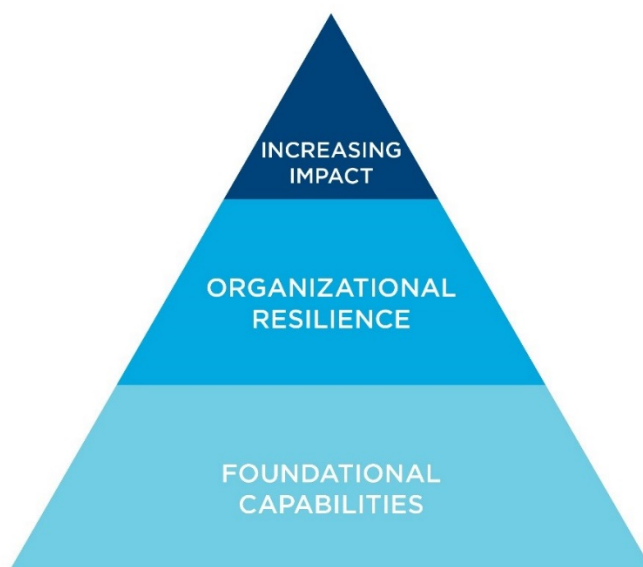 INCREASING
IMPACT
ORGANIZATIONAL
RESILIENCE
FOUNDATIONAL
CAPABILITIES